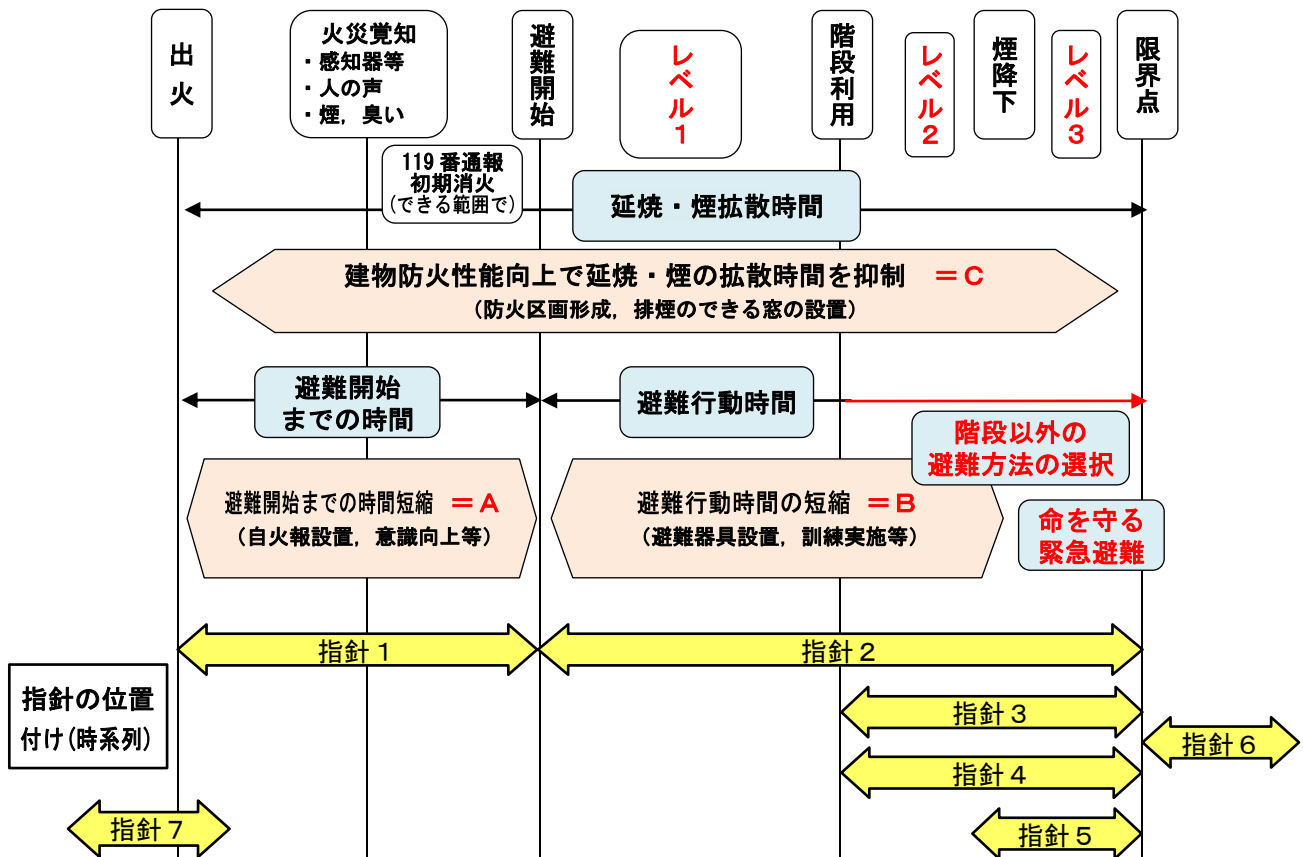 出火
火災覚知
・感知器等
・人の声
・煙，臭い
避難開始
レベル１
階段利用
レベル２
煙降下
レベル３
限界点
119番通報
初期消火
(できる範囲で)
延焼・煙拡散時間
建物防火性能向上で延焼・煙の拡散時間を抑制　＝Ｃ
（防火区画形成，排煙のできる窓の設置）
避難開始
までの時間
避難行動時間
階段以外の
避難方法の選択
避難開始までの時間短縮　＝Ａ
（自火報設置，意識向上等）
避難行動時間の短縮　＝Ｂ
（避難器具設置，訓練実施等）
命を守る
緊急避難
指針１
指針２
指針の位置
付け(時系列)
指針３
指針６
指針４
指針７
指針５